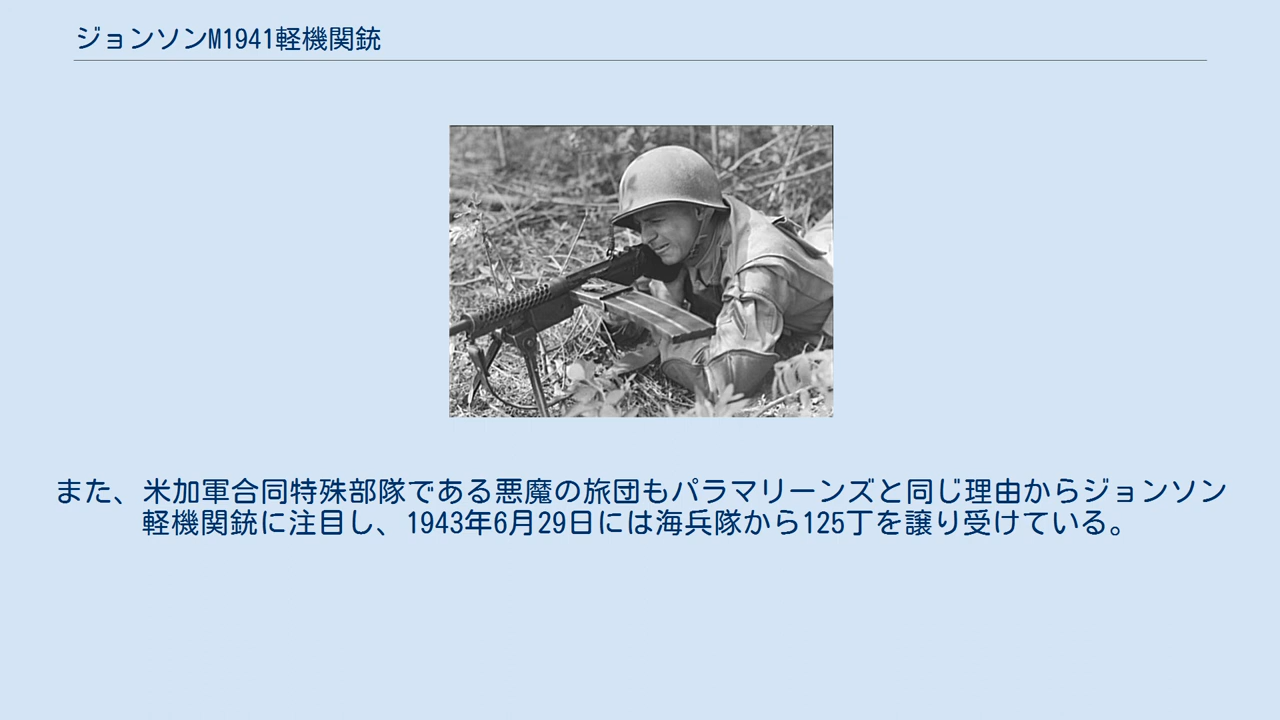 ジョンソンM1941軽機関銃
また、米加軍合同特殊部隊である悪魔の旅団もパラマリーンズと同じ理由からジョンソン
軽機関銃に注目し、1943年6月29日には海兵隊から125丁を譲り受けている。